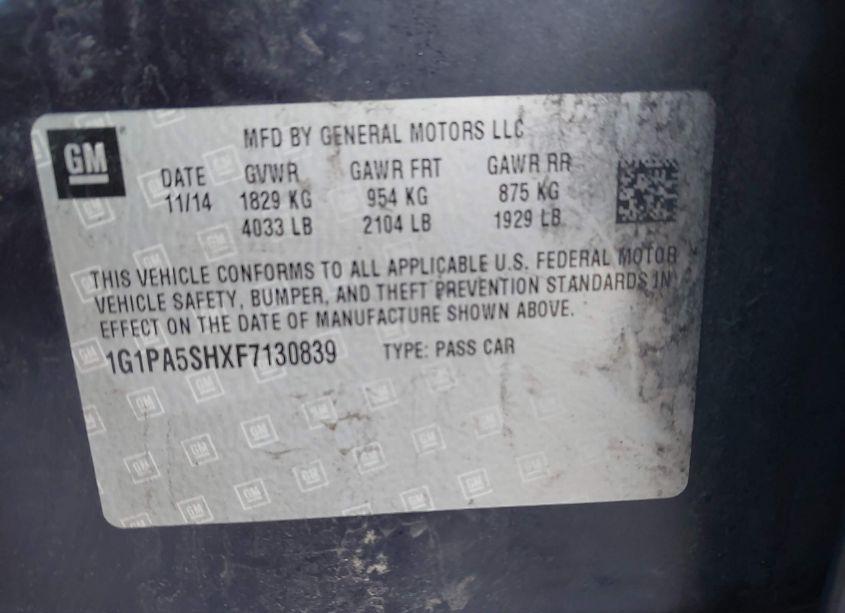 GM
MFD BY GENERAL MOTORS LLC
DATE GVWR GAWR FRT GAWR RR
11/14 1829 KG 954 KG 875 KG
4033 LB 2104 LB 1929 LB
THIS VEHICLE CONFORMS TO ALL APPLICABLE U.S. FEDERAL MOTOR
VEHICLE SAFETY, BUMPER, AND THEFT PREVENTION STANDARDS IN
EFFECT ON THE DATE OF MANUFACTURE SHOWN ABOVE.
1G1PA5SHXF7130839 TYPE: PASS CAR